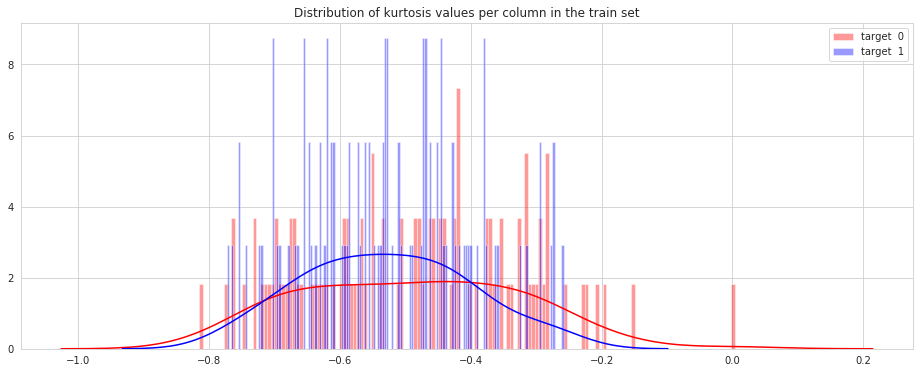 Distribution of kurtosis values per column in the train set
target 0
target 1
8
6
4
2
0
−1.0 −0.8 −0.6 −0.4 −0.2 0.0 0.2